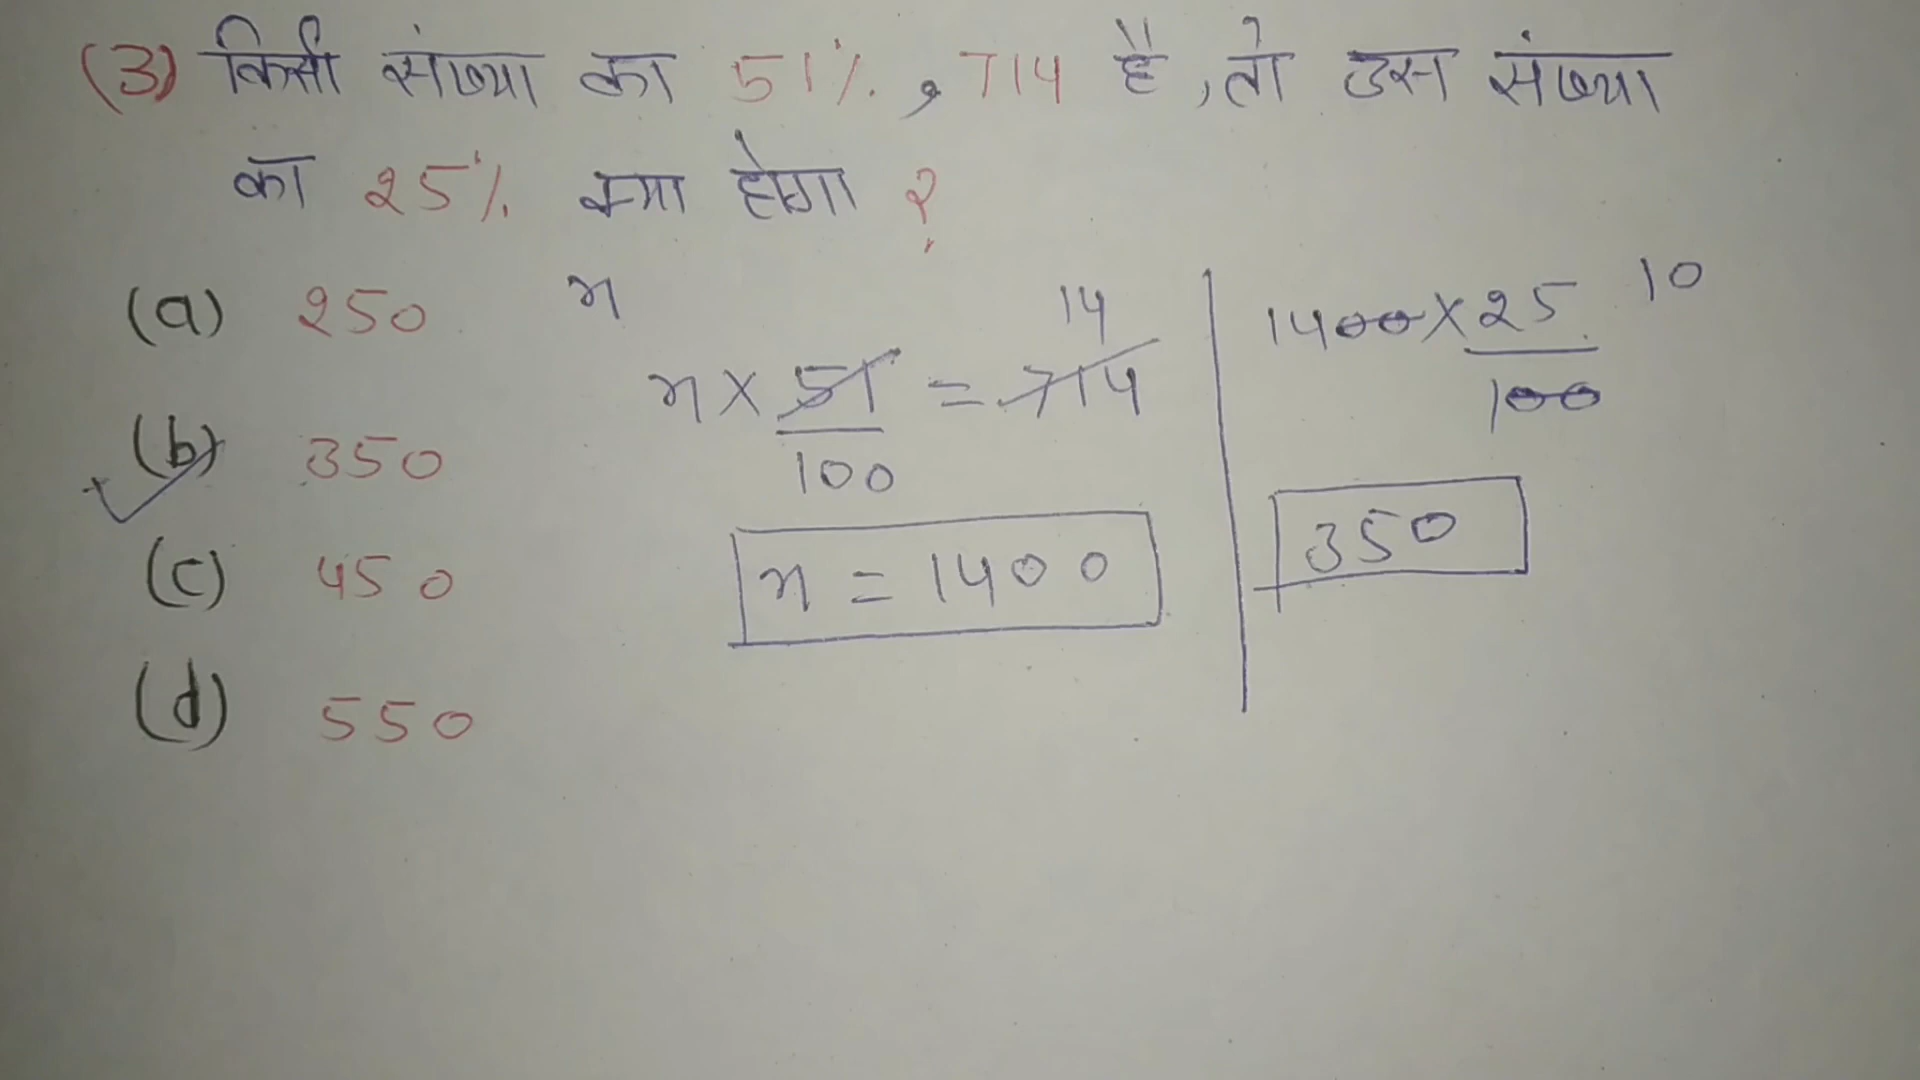 (3) किसी संख्या का 51%, 714 है, तो उस संख्या
का 25% क्या होगा ?
(a) 250
(b) 350
(c) 450
(d) 550
x
14
x × 51 = 714
100
x = 1400
1400 × 25 10
100
350